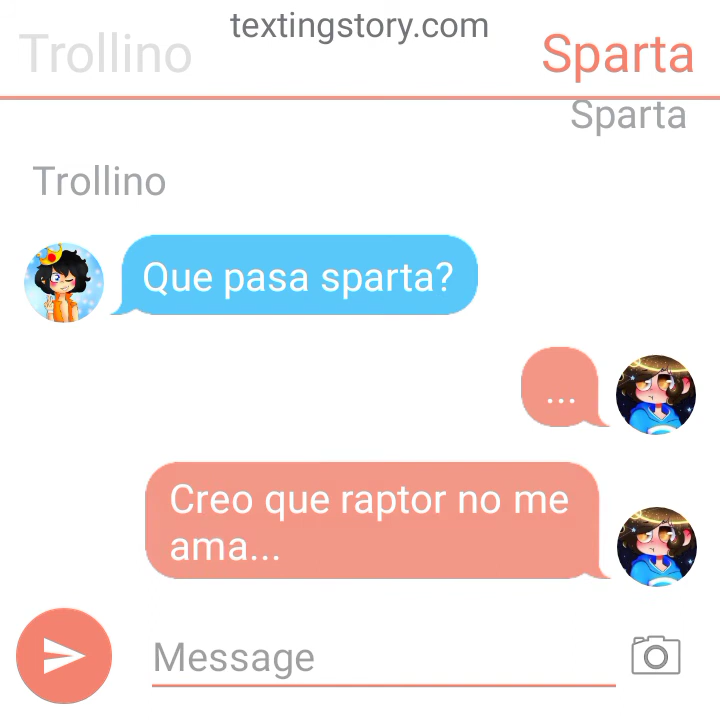 textingstory.com
Trollino
Sparta
Sparta
Trollino
Que pasa sparta?
...
Creo que raptor no me
ama...
Message